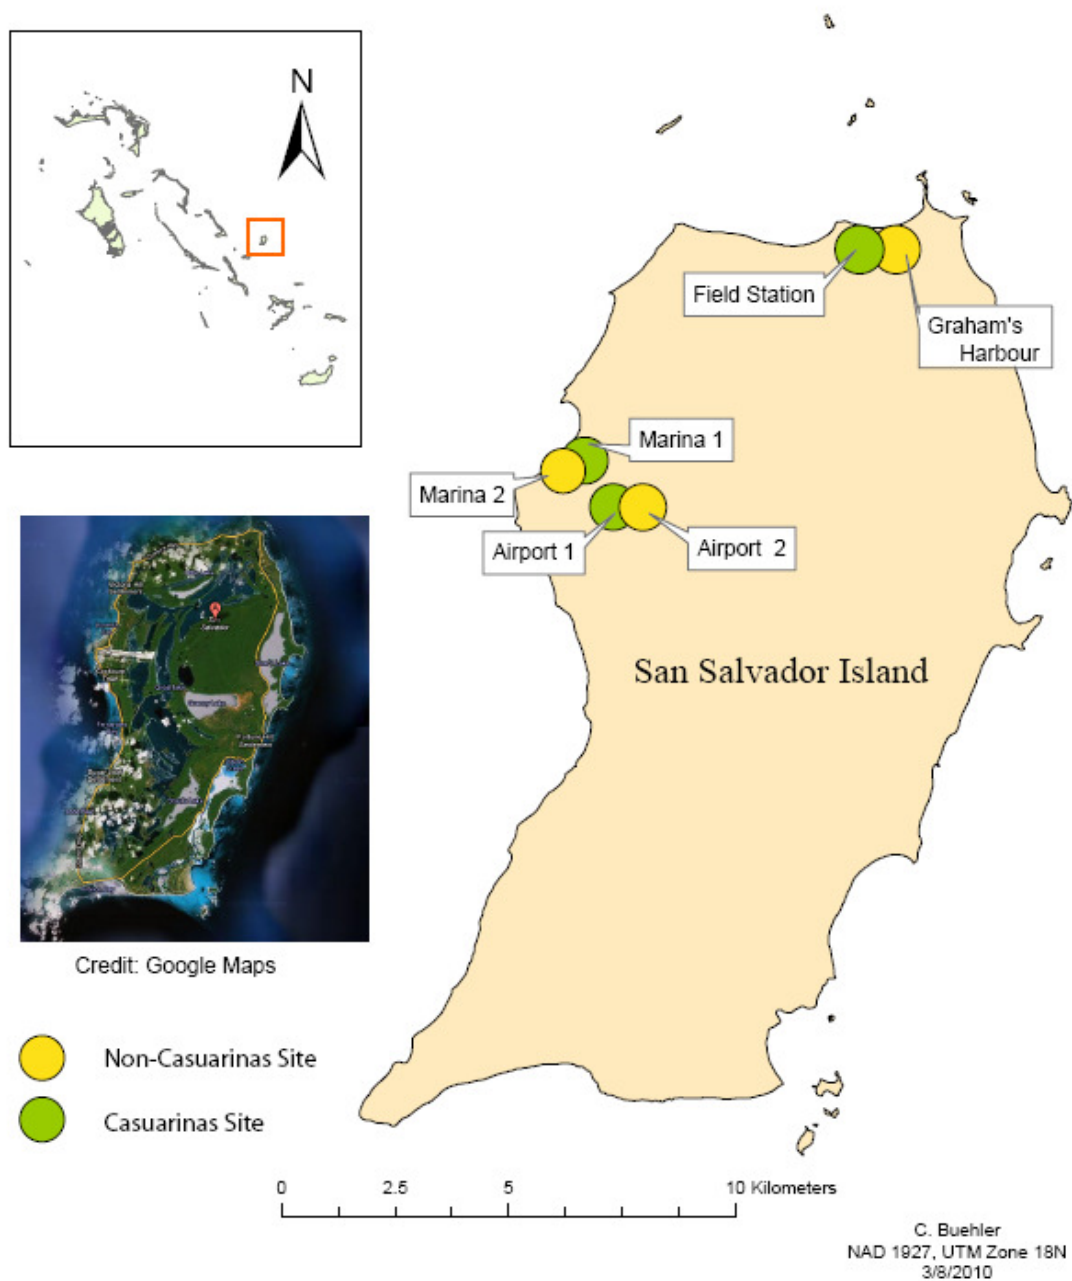 N
Field Station
Graham's
Harbour
Marina 1
Marina 2
Airport 1
Airport 2
San Salvador Island
Credit: Google Maps
Non-Casuarinas Site
Casuarinas Site
0 2.5 5 10 Kilometers
C. Buehler
NAD 1927, UTM Zone 18N
3/8/2010